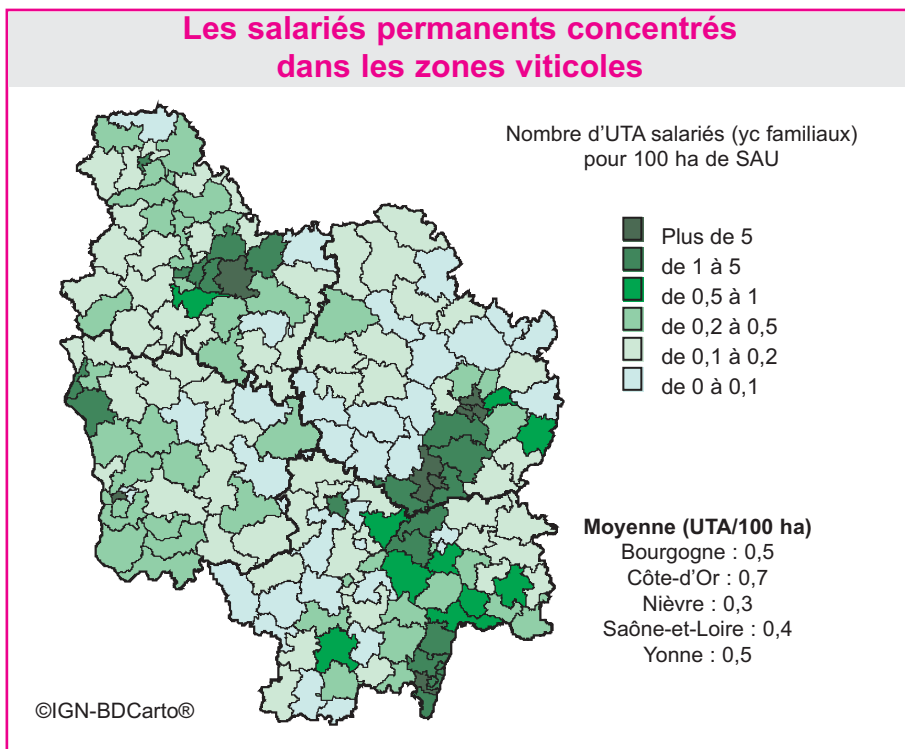 Les salariés permanents concentrés
dans les zones viticoles
Nombre d'UTA salariés (yc familiaux)
pour 100 ha de SAU
Plus de 5
de 1 à 5
de 0,5 à 1
de 0,2 à 0,5
de 0,1 à 0,2
de 0 à 0,1
Moyenne (UTA/100 ha)
Bourgogne : 0,5
Côte-d'Or : 0,7
Nièvre : 0,3
Saône-et-Loire : 0,4
Yonne : 0,5
©IGN-BDCarto®